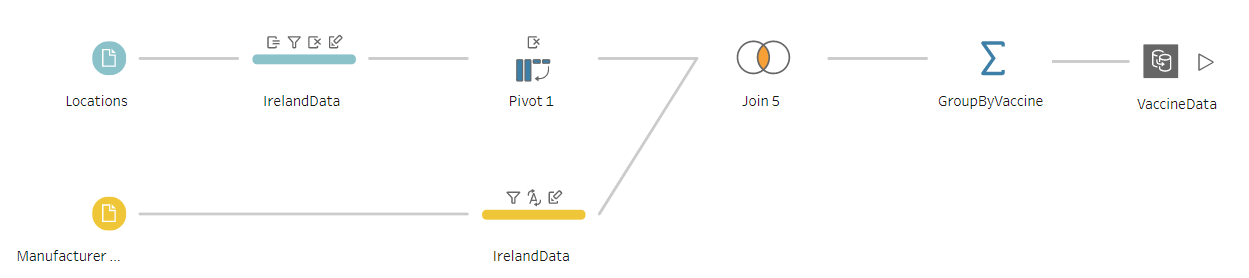 Locations
IrelandData
Pivot 1
Join 5
GroupByVaccine
VaccineData
Manufacturer ...
IrelandData